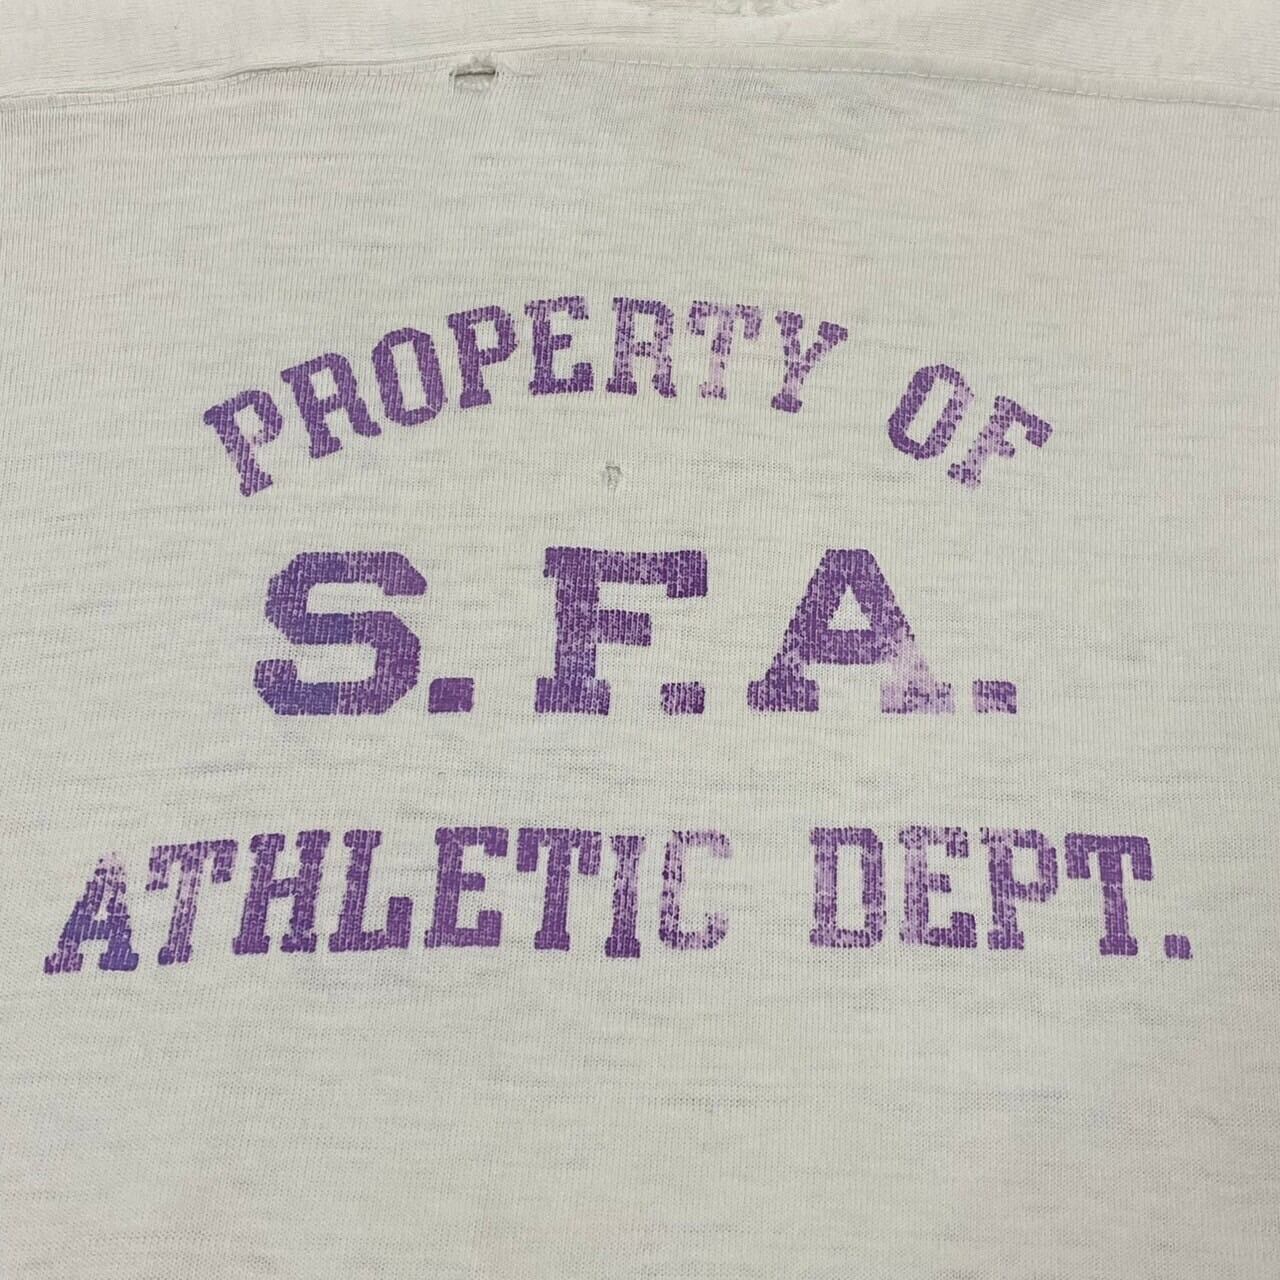 PROPERTY OF
S.F.A.
ATHLETIC DEPT.